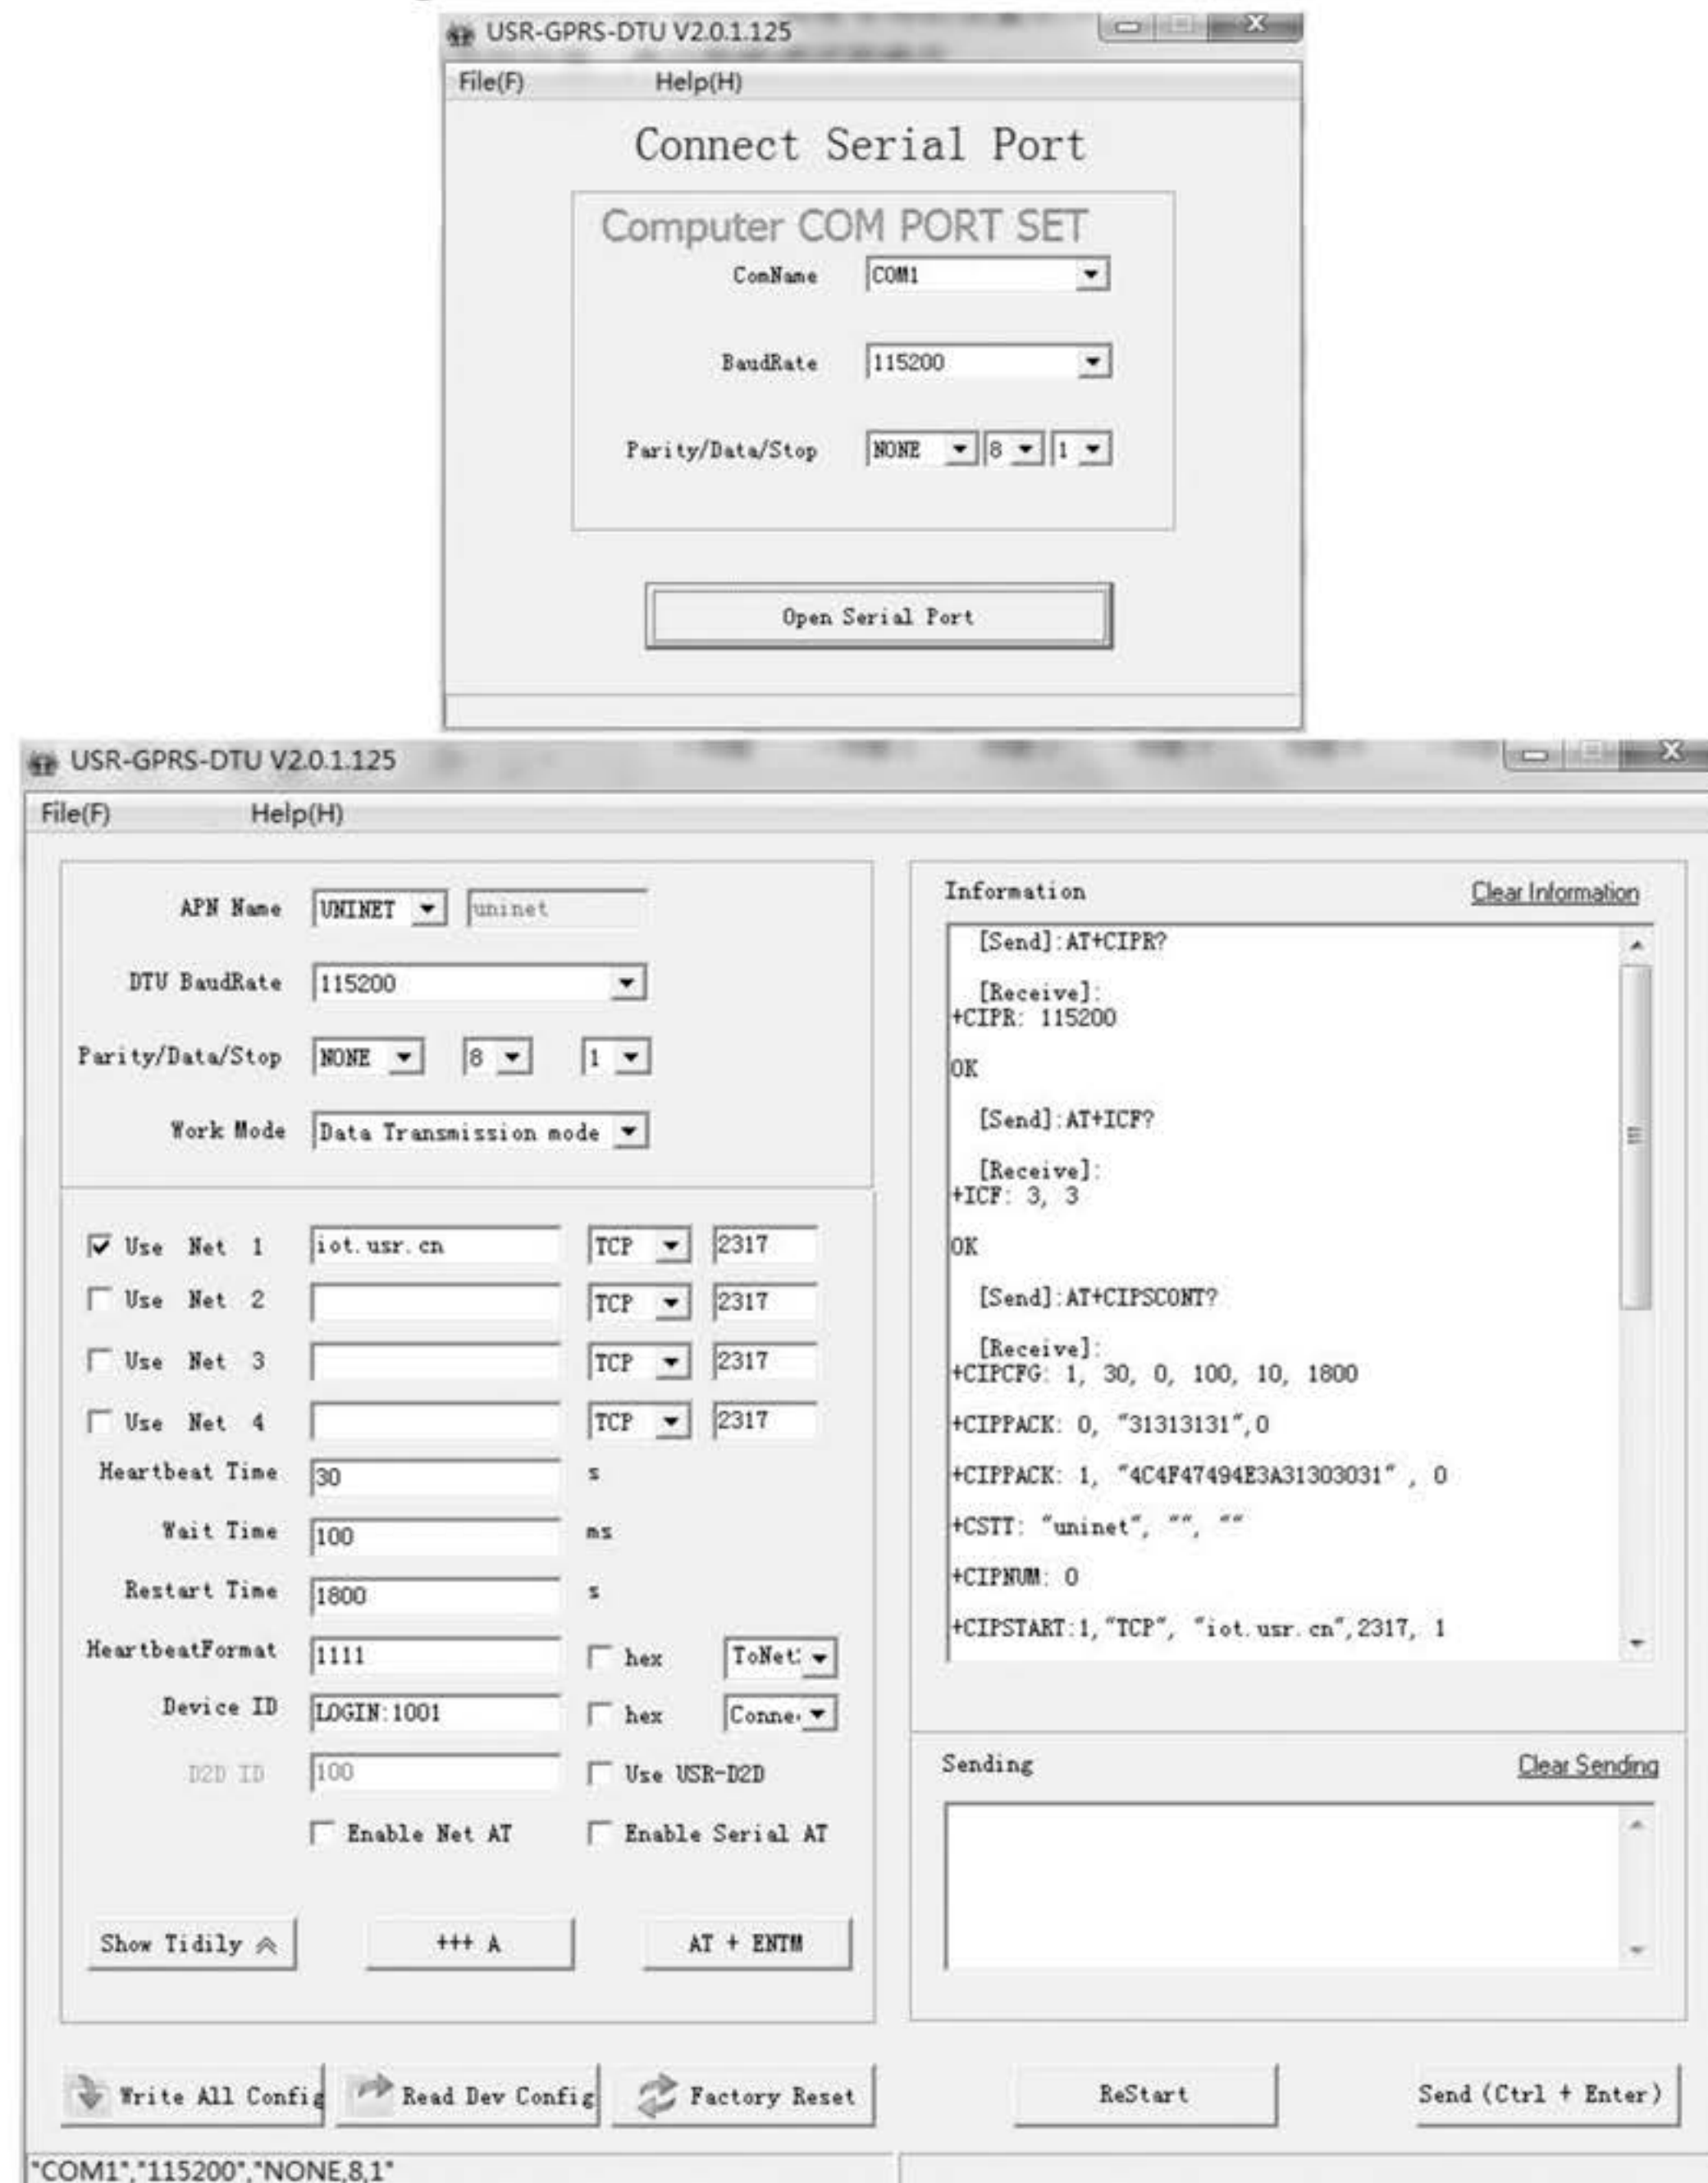 USR-GPRS-DTU V2.0.1.125
File(F) Help(H)
Connect Serial Port
Computer COM PORT SET
ComName COM1
BaudRate 115200
Parity/Data/Stop NONE 8 1
Open Serial Port
USR-GPRS-DTU V2.0.1.125
File(F) Help(H)
APN Name UNINET uninet
DTU BaudRate 115200
Parity/Data/Stop NONE 8 1
Work Mode Data Transmission mode
Use Net 1 iot.usr.cn TCP 2317
Use Net 2 TCP 2317
Use Net 3 TCP 2317
Use Net 4 TCP 2317
Heartbeat Time 30 s
Wait Time 100 ms
Restart Time 1800 s
HeartbeatFormat 1111 hex ToNet
Device ID LOGIN:1001 hex Conne
D2D ID 100 Use USR-D2D
Enable Net AT Enable Serial AT
Show Tidily +++ A AT + ENTM
Write All Config Read Dev Config Factory Reset
Information Clear Information
[Send]:AT+CIPR?
[Receive]:
+CIPR: 115200
OK
[Send]:AT+ICF?
[Receive]:
+ICF: 3, 3
OK
[Send]:AT+CIPSCONT?
[Receive]:
+CIPCFG: 1, 30, 0, 100, 10, 1800
+CIPPACK: 0, "31313131",0
+CIPPACK: 1, "4C4F47494E3A31303031" , 0
+CSTT: "uninet", "", ""
+CIPNUM: 0
+CIPSTART:1,"TCP", "iot.usr.cn",2317, 1
Sending Clear Sending
ReStart Send (Ctrl + Enter)
"COM1","115200","NONE,8,1"